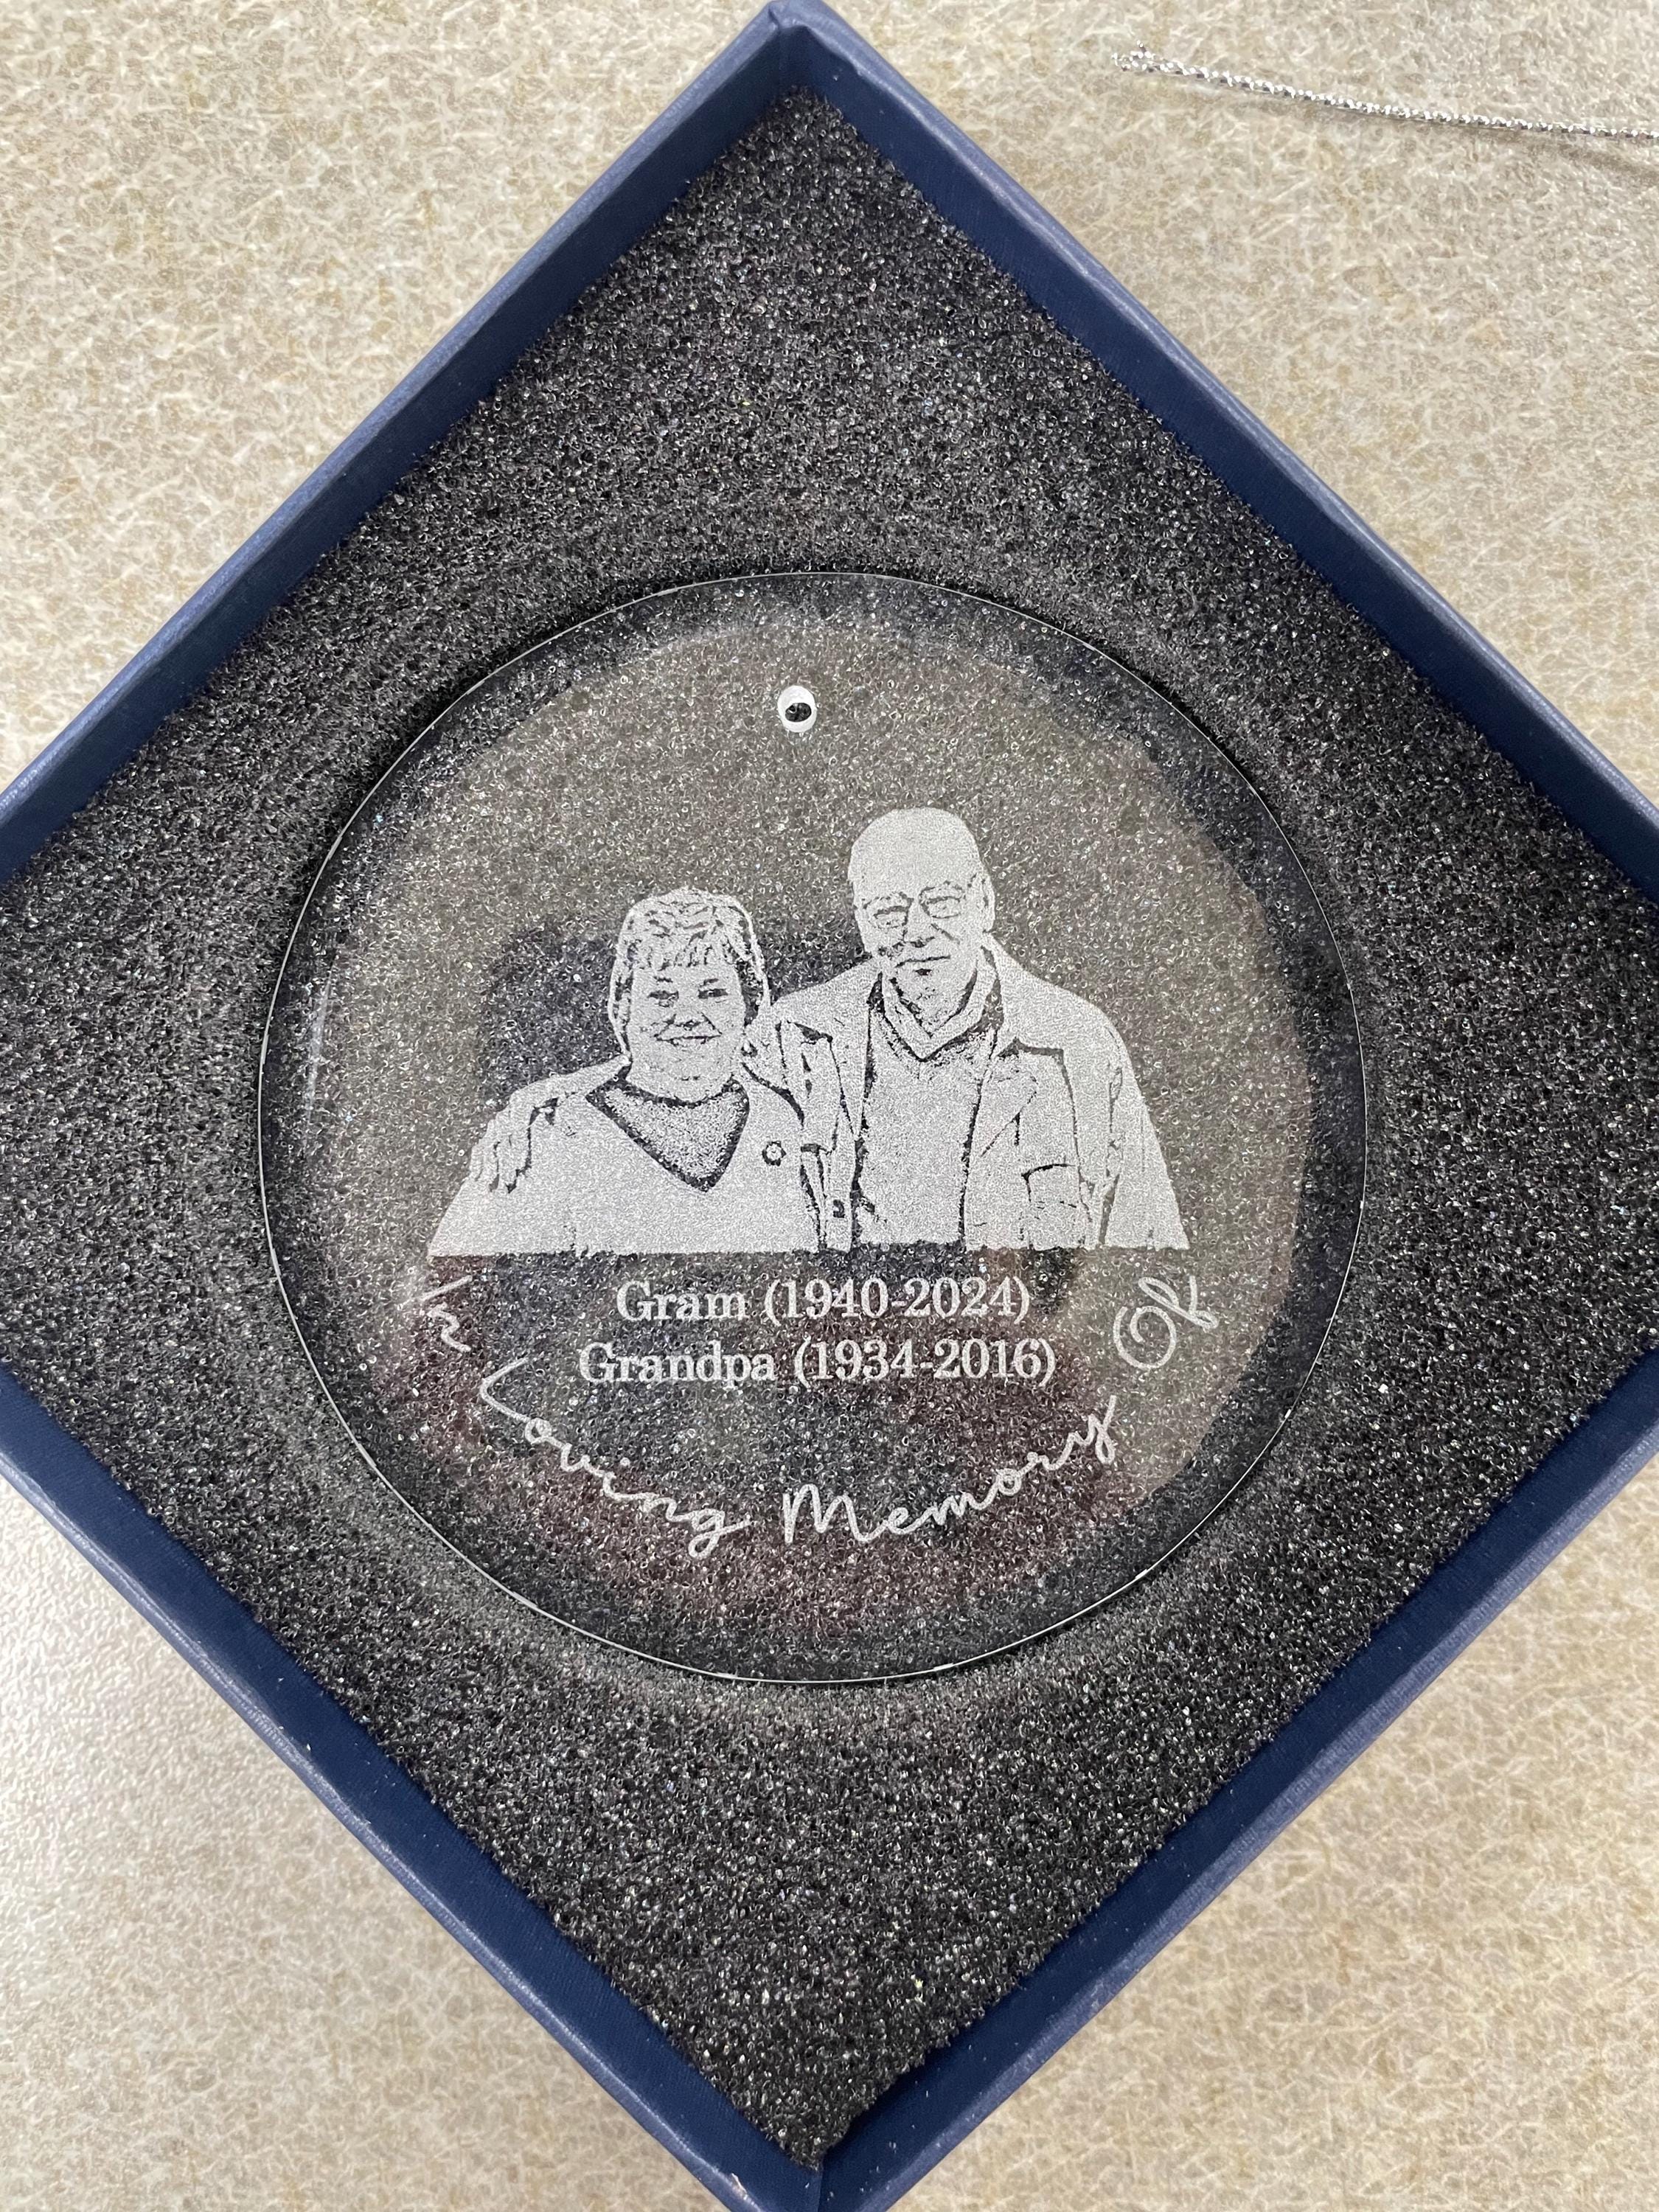 Gram (1940-2024)
Grandpa (1934-2016)
In Loving Memory Of